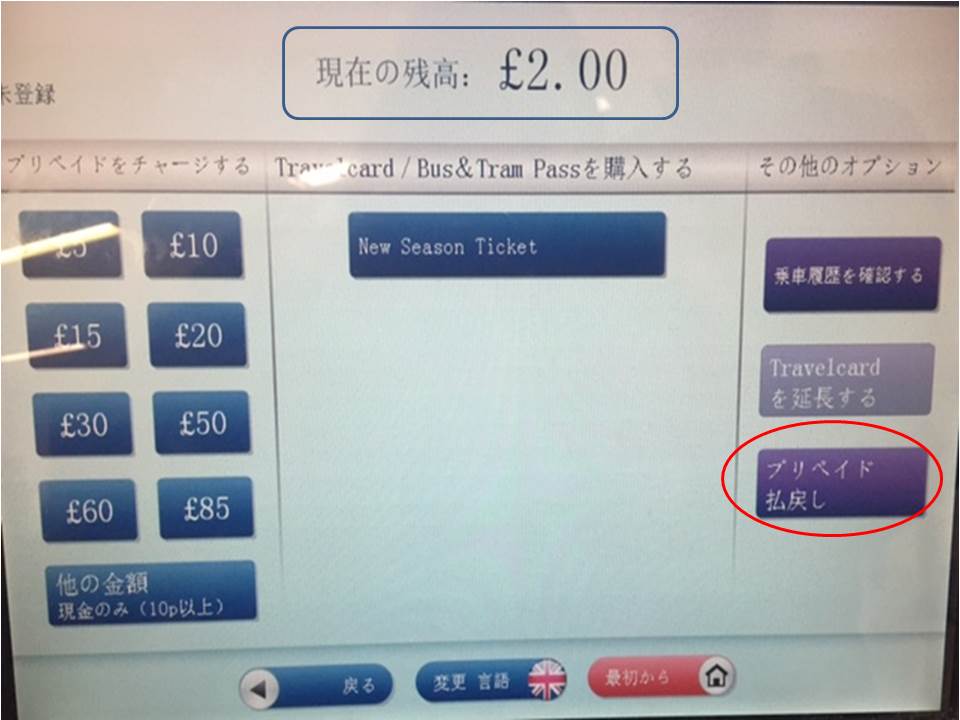 現在の残高: £2.00
未登録
プリペイドをチャージする
Travelcard / Bus&Tram Passを購入する
その他のオプション
£5
£10
£15
£20
£30
£50
£60
£85
他の金額
現金のみ (10p以上)
New Season Ticket
乗車履歴を確認する
Travelcard
を延長する
プリペイド
払戻し
戻る
変更 言語
最初から